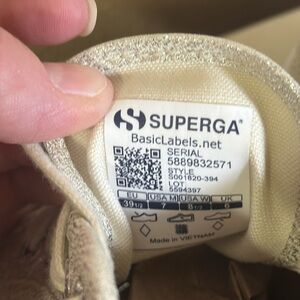 SUPERGA®
BasicLabels.net
SERIAL
5889832571
STYLE
S001820-394
LOT
5594397
EU USA M USA W UK
39 1/2 7 8 1/2 6
Made in VIETNAM